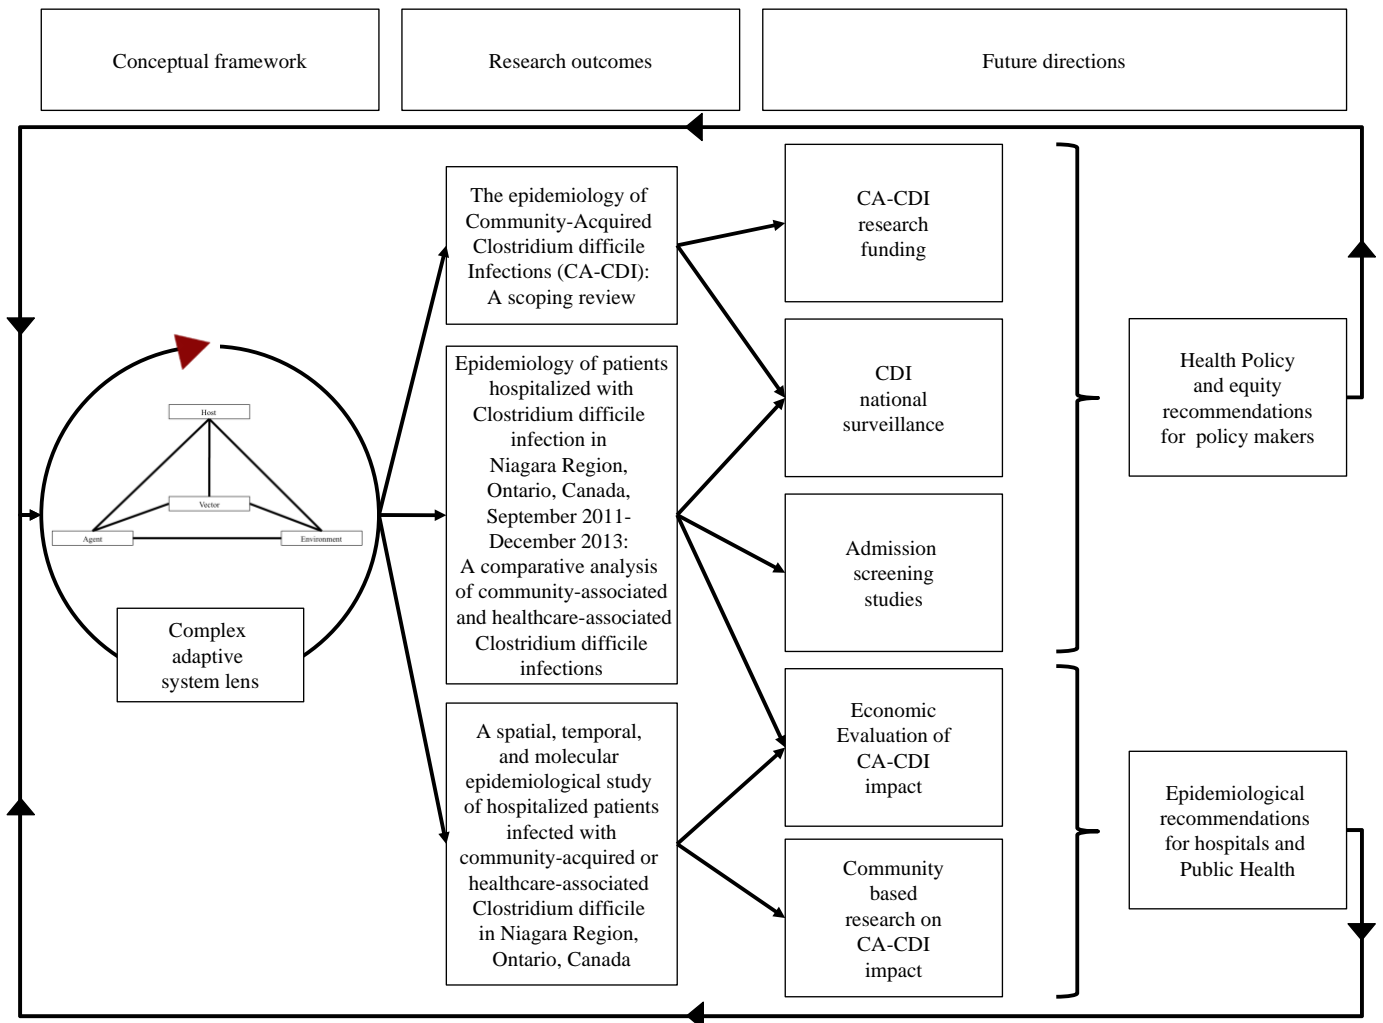 Conceptual framework
Research outcomes
Future directions
Host
Vector
Agent
Environment
Complex
adaptive
system lens
The epidemiology of
Community-Acquired
Clostridium difficile
Infections (CA-CDI):
A scoping review
Epidemiology of patients
hospitalized with
Clostridium difficile
infection in
Niagara Region,
Ontario, Canada,
September 2011-
December 2013:
A comparative analysis
of community-associated
and healthcare-associated
Clostridium difficile
infections
A spatial, temporal,
and molecular
epidemiological study
of hospitalized patients
infected with
community-acquired or
healthcare-associated
Clostridium difficile
in Niagara Region,
Ontario, Canada
CA-CDI
research
funding
CDI
national
surveillance
Admission
screening
studies
Economic
Evaluation of
CA-CDI
impact
Community
based
research on
CA-CDI
impact
Health Policy
and equity
recommendations
for policy makers
Epidemiological
recommendations
for hospitals and
Public Health